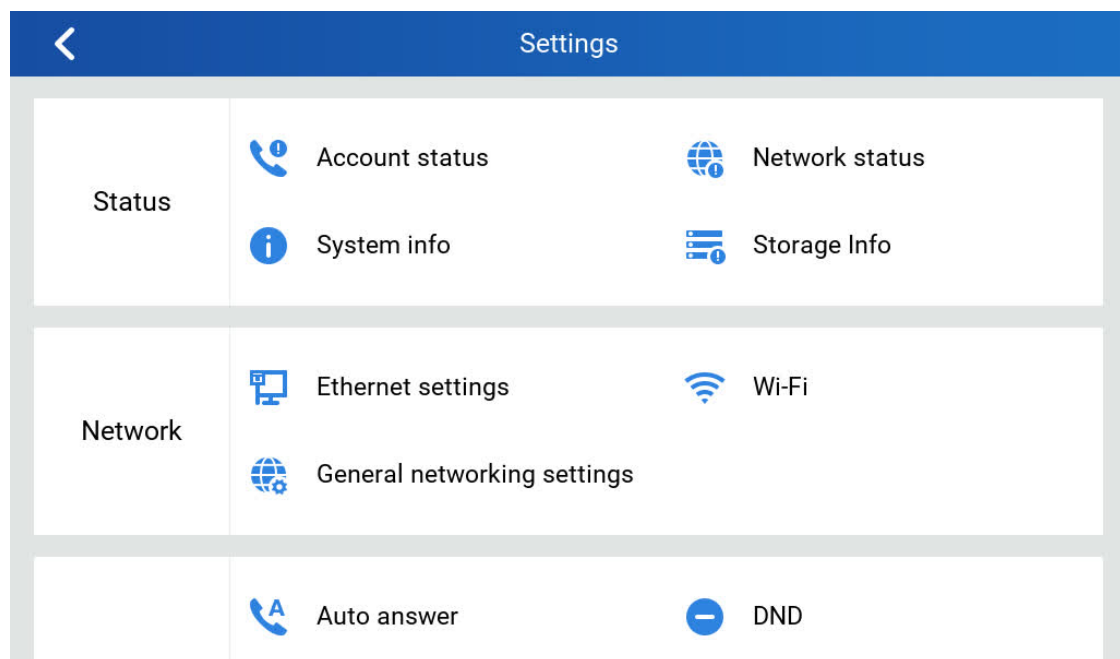 Settings
Status
Account status
Network status
System info
Storage Info
Network
Ethernet settings
Wi-Fi
General networking settings
Auto answer
DND